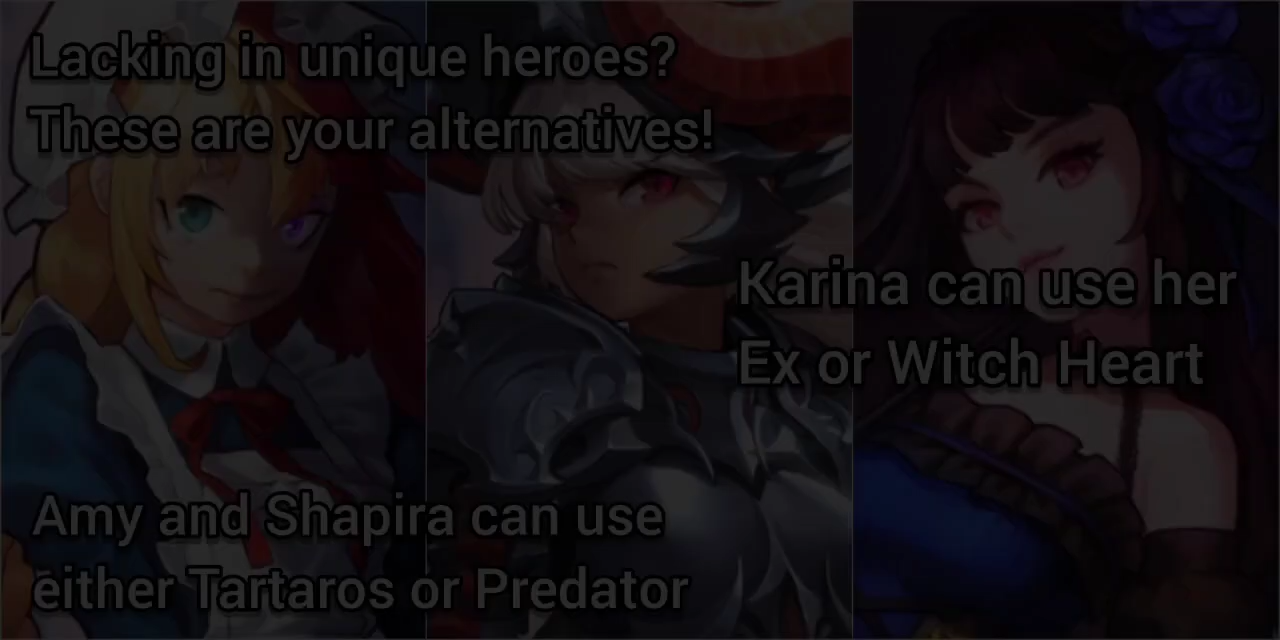 Lacking in unique heroes?
These are your alternatives!
Karina can use her
Ex or Witch Heart
Amy and Shapira can use
either Tartaros or Predator